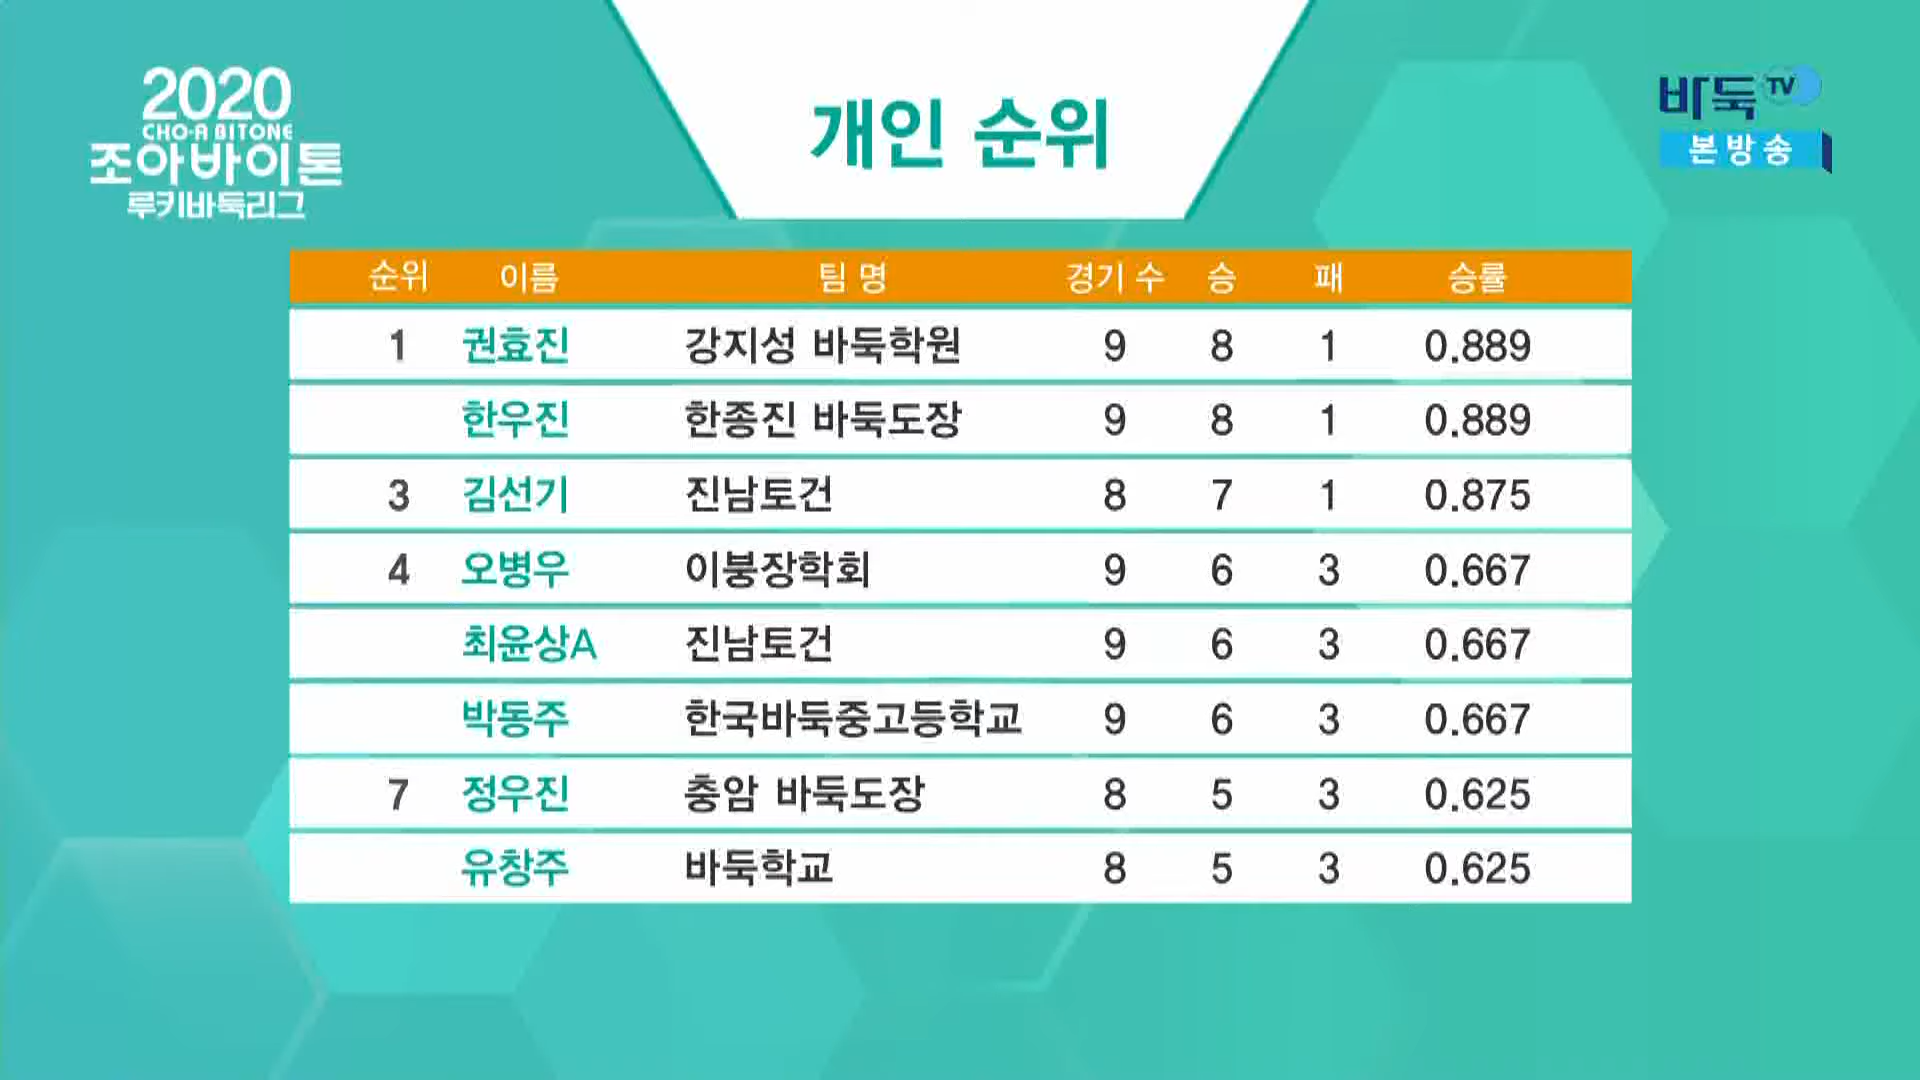 2020
CHO-A BITONE
조아바이톤
루키바둑리그
개인 순위
바둑TV
본방송
순위 이름 팀 명 경기 수 승 패 승률
1 권효진 강지성 바둑학원 9 8 1 0.889
한우진 한종진 바둑도장 9 8 1 0.889
3 김선기 진남토건 8 7 1 0.875
4 오병우 이붕장학회 9 6 3 0.667
최윤상A 진남토건 9 6 3 0.667
박동주 한국바둑중고등학교 9 6 3 0.667
7 정우진 충암 바둑도장 8 5 3 0.625
유창주 바둑학교 8 5 3 0.625